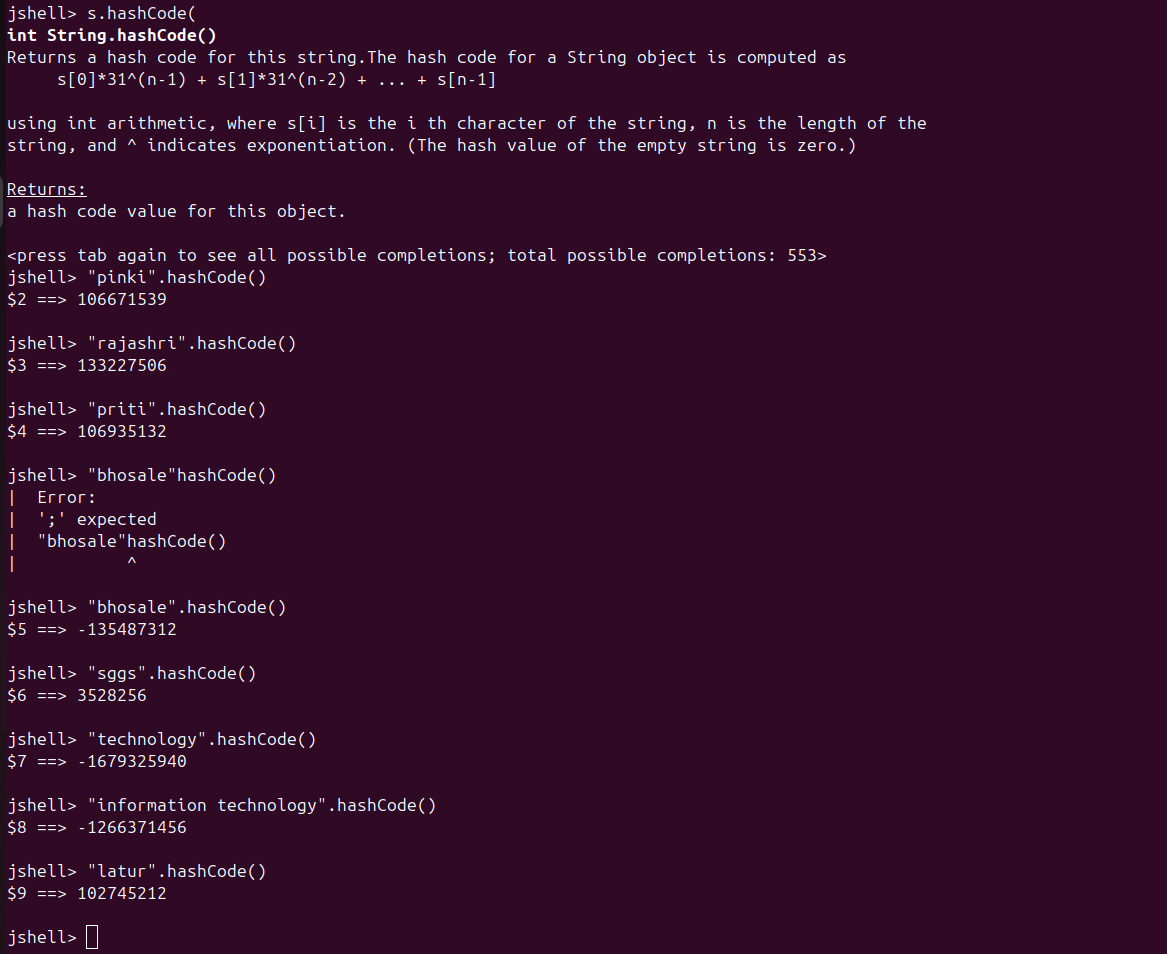 jshell> s.hashCode(
int String.hashCode()
Returns a hash code for this string.The hash code for a String object is computed as
     s[0]*31^(n-1) + s[1]*31^(n-2) + ... + s[n-1]
using int arithmetic, where s[i] is the i th character of the string, n is the length of the
string, and ^ indicates exponentiation. (The hash value of the empty string is zero.)
Returns:
a hash code value for this object.
<press tab again to see all possible completions; total possible completions: 553>
jshell> "pinki".hashCode()
$2 ==> 106671539
jshell> "rajashri".hashCode()
$3 ==> 133227506
jshell> "priti".hashCode()
$4 ==> 106935132
jshell> "bhosale"hashCode()
|  Error:
|  ';' expected
|  "bhosale"hashCode()
|           ^
jshell> "bhosale".hashCode()
$5 ==> -135487312
jshell> "sggs".hashCode()
$6 ==> 3528256
jshell> "technology".hashCode()
$7 ==> -1679325940
jshell> "information technology".hashCode()
$8 ==> -1266371456
jshell> "latur".hashCode()
$9 ==> 102745212
jshell>